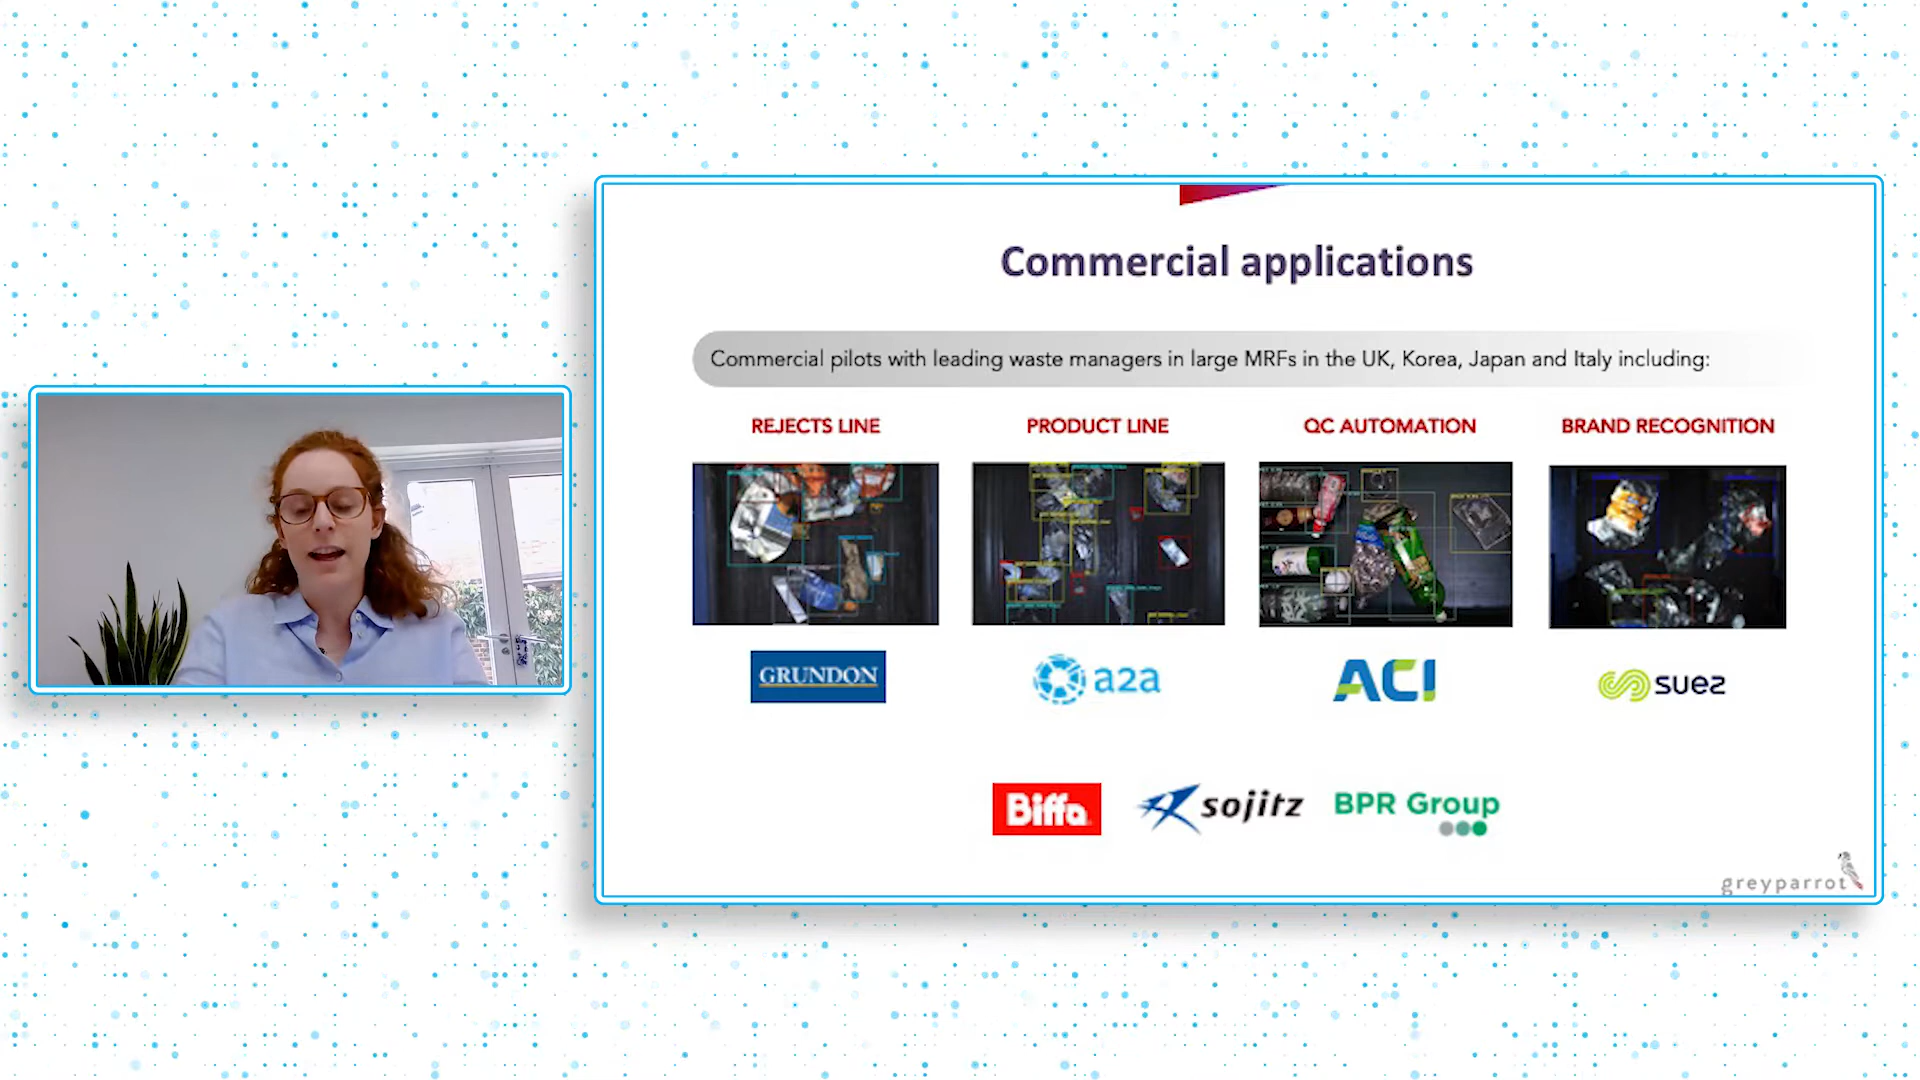 Commercial applications
Commercial pilots with leading waste managers in large MRFs in the UK, Korea, Japan and Italy including:
REJECTS LINE
PRODUCT LINE
QC AUTOMATION
BRAND RECOGNITION
GRUNDON
a2a
ACI
suez
Biffa
sojitz
BPR Group
greyparrot